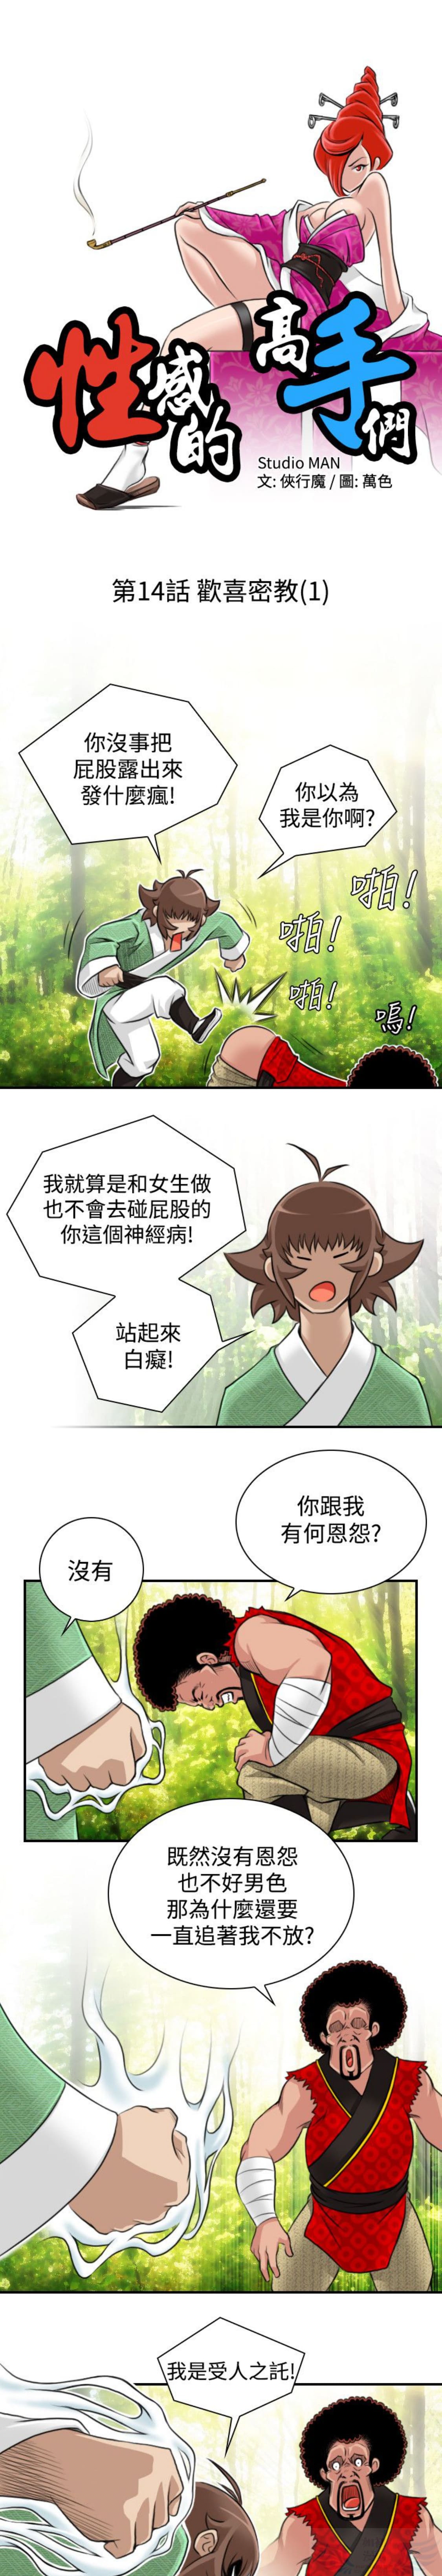 性感的
高手們
Studio MAN
文: 俠行魔 / 圖: 萬色
第14話 歡喜密教(1)
你沒事把
屁股露出來
發什麼瘋!
你以為
我是你啊?
啪!
啪!
啪!
嗚!
我就算是和女生做
也不會去碰屁股的
你這個神經病!
站起來
白癡!
你跟我
有何恩怨?
沒有
既然沒有恩怨
也不好男色
那為什麼還要
一直追著我不放?
我是受人之託!